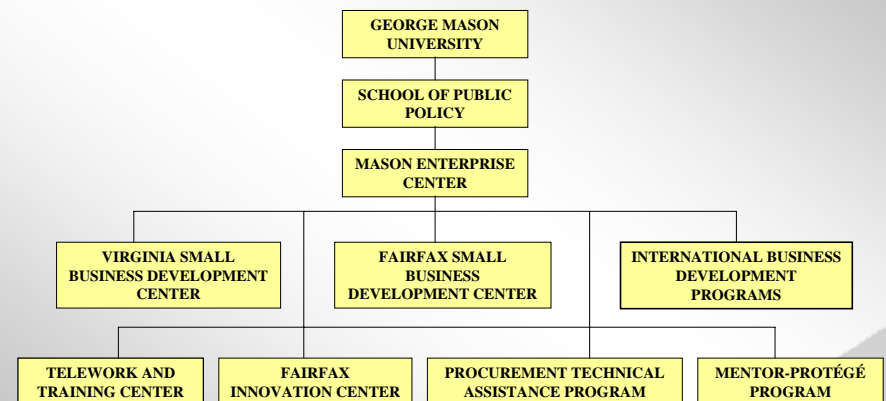 GEORGE MASON
UNIVERSITY
SCHOOL OF PUBLIC
POLICY
MASON ENTERPRISE
CENTER
VIRGINIA SMALL
BUSINESS DEVELOPMENT
CENTER
FAIRFAX SMALL
BUSINESS
DEVELOPMENT CENTER
INTERNATIONAL BUSINESS
DEVELOPMENT
PROGRAMS
TELEWORK AND
TRAINING CENTER
FAIRFAX
INNOVATION CENTER
PROCUREMENT TECHNICAL
ASSISTANCE PROGRAM
MENTOR-PROTÉGÉ
PROGRAM